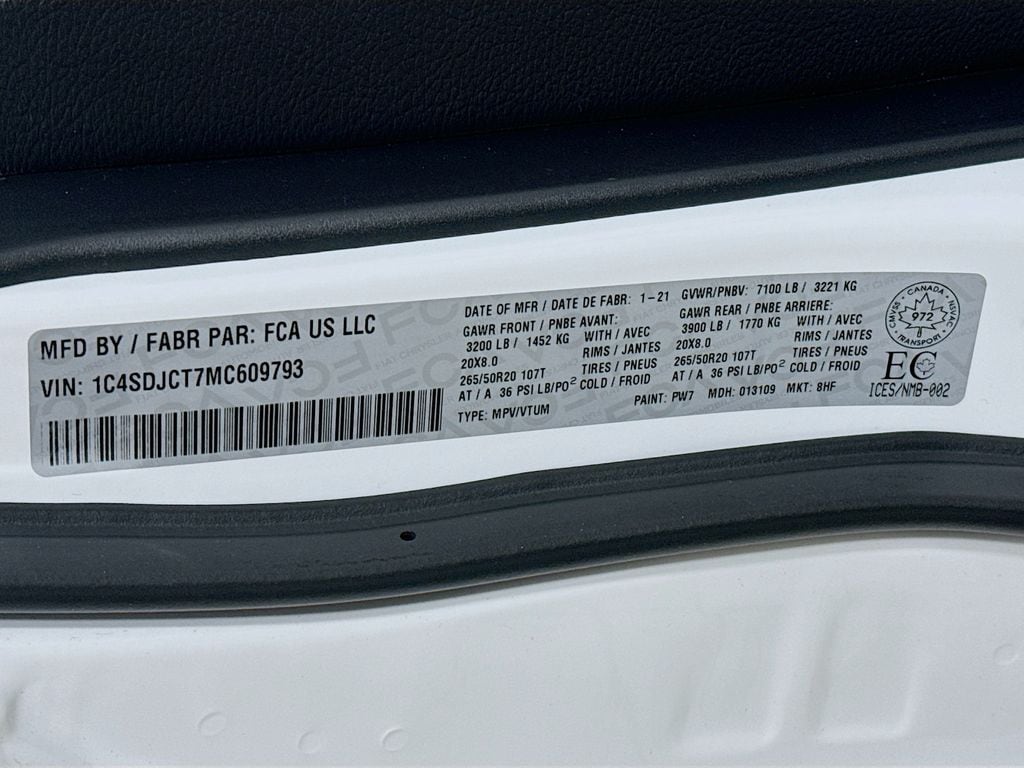 MFD BY / FABR PAR: FCA US LLC
VIN: 1C4SDJCT7MC609793
DATE OF MFR / DATE DE FABR: 1-21
GAWR FRONT / PNBE AVANT:
3200 LB / 1452 KG WITH / AVEC
20X8.0 RIMS / JANTES
265/50R20 107T TIRES / PNEUS
AT / A 36 PSI LB/PO² COLD / FROID
TYPE: MPV/VTUM
GVWR/PNBV: 7100 LB / 3221 KG
GAWR REAR / PNBE ARRIERE:
3900 LB / 1770 KG WITH / AVEC
20X8.0 RIMS / JANTES
265/50R20 107T TIRES / PNEUS
AT / A 36 PSI LB/PO² COLD / FROID
PAINT: PW7 MDH: 013109 MKT: 8HF
CANADA
CMVSS 972 NSVAC
TRANSPORT
EC
ICES/NMB-002